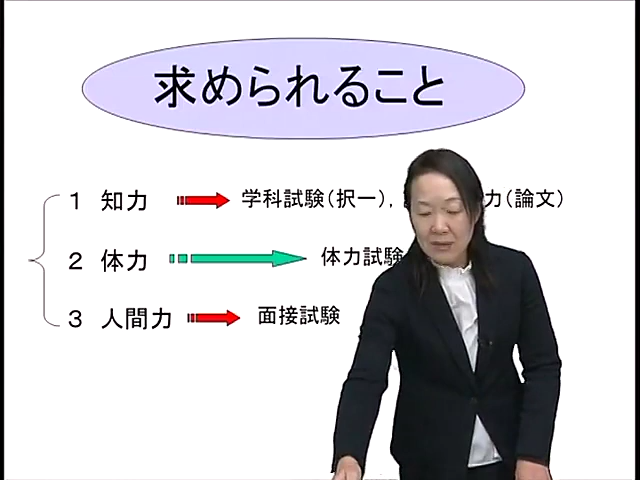 求められること
1 知力 学科試験(択一), 力(論文)
2 体力 体力試験
3 人間力 面接試験